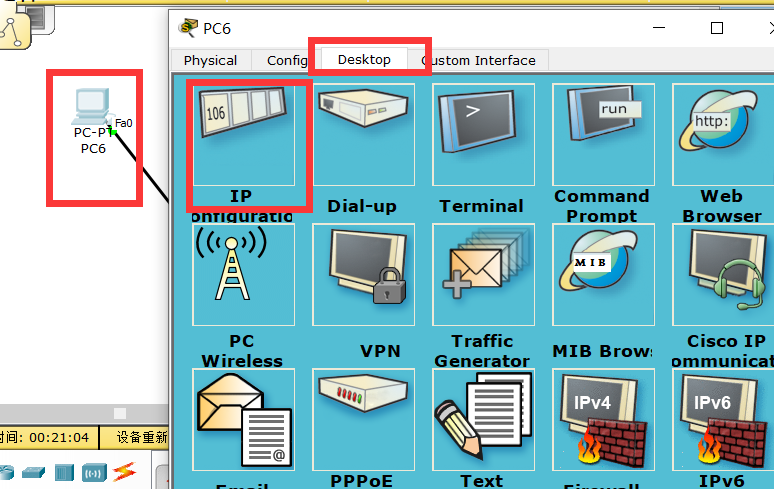 PC6
Physical
Config
Desktop
Custom Interface
Fa0
PC-PT
PC6
106
>
run
http:
IP
onfiguratio
Dial-up
Terminal
Command
Prompt
Web
Browser
MIB
PC
Wireless
VPN
Traffic
Generator
MIB Brows
Cisco IP
ommunicat
@
IPv4
IPv6
Email
PPPoE
Text
Firewall
IPv6
时间: 00:21:04
设备重新